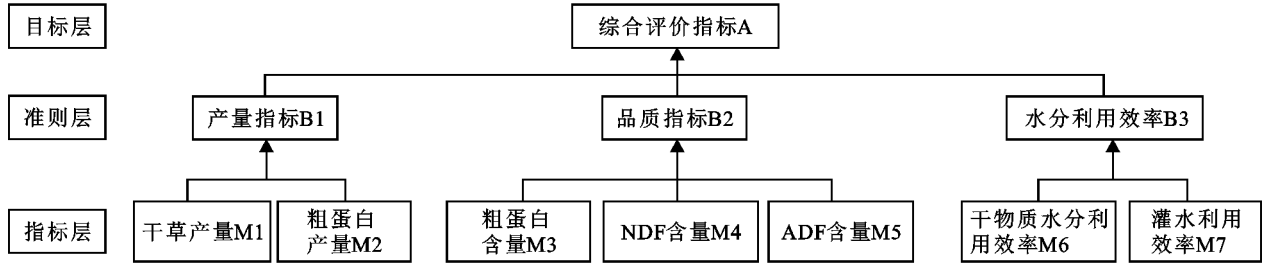 目标层
综合评价指标A
准则层
产量指标B1
品质指标B2
水分利用效率B3
指标层
干草产量M1
粗蛋白
产量M2
粗蛋白
含量M3
NDF含量M4
ADF含量M5
干物质水分利
用效率M6
灌水利用
效率M7